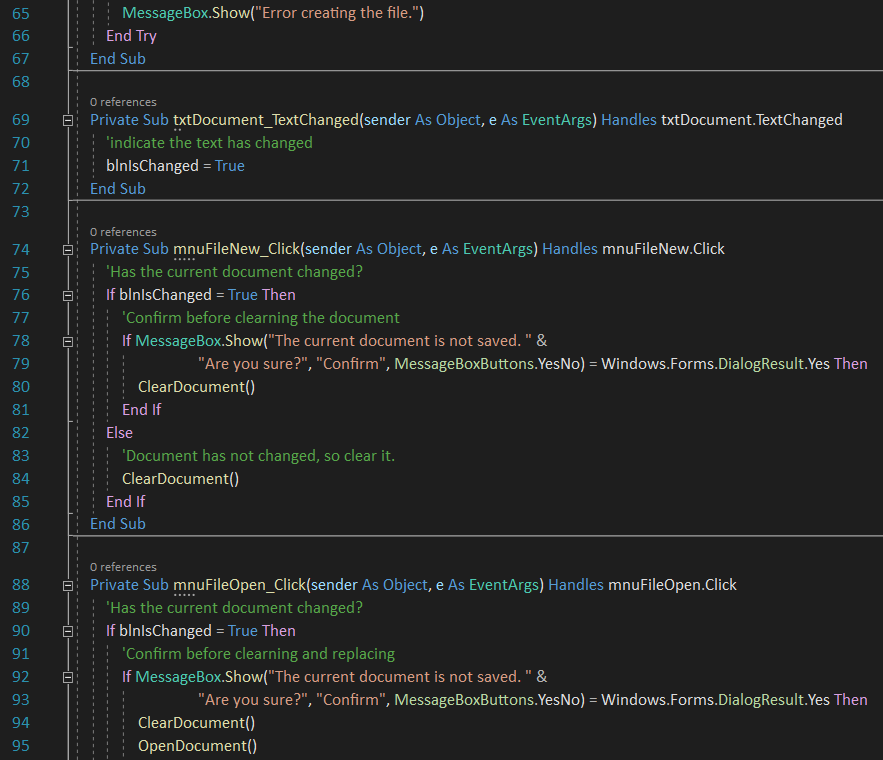 65 MessageBox.Show("Error creating the file.")
66 End Try
67 End Sub
68
0 references
69 Private Sub txtDocument_TextChanged(sender As Object, e As EventArgs) Handles txtDocument.TextChanged
70 'indicate the text has changed
71 blnIsChanged = True
72 End Sub
73
0 references
74 Private Sub mnuFileNew_Click(sender As Object, e As EventArgs) Handles mnuFileNew.Click
75 'Has the current document changed?
76 If blnIsChanged = True Then
77 'Confirm before clearning the document
78 If MessageBox.Show("The current document is not saved. " &
79 "Are you sure?", "Confirm", MessageBoxButtons.YesNo) = Windows.Forms.DialogResult.Yes Then
80 ClearDocument()
81 End If
82 Else
83 'Document has not changed, so clear it.
84 ClearDocument()
85 End If
86 End Sub
87
0 references
88 Private Sub mnuFileOpen_Click(sender As Object, e As EventArgs) Handles mnuFileOpen.Click
89 'Has the current document changed?
90 If blnIsChanged = True Then
91 'Confirm before clearning and replacing
92 If MessageBox.Show("The current document is not saved. " &
93 "Are you sure?", "Confirm", MessageBoxButtons.YesNo) = Windows.Forms.DialogResult.Yes Then
94 ClearDocument()
95 OpenDocument()